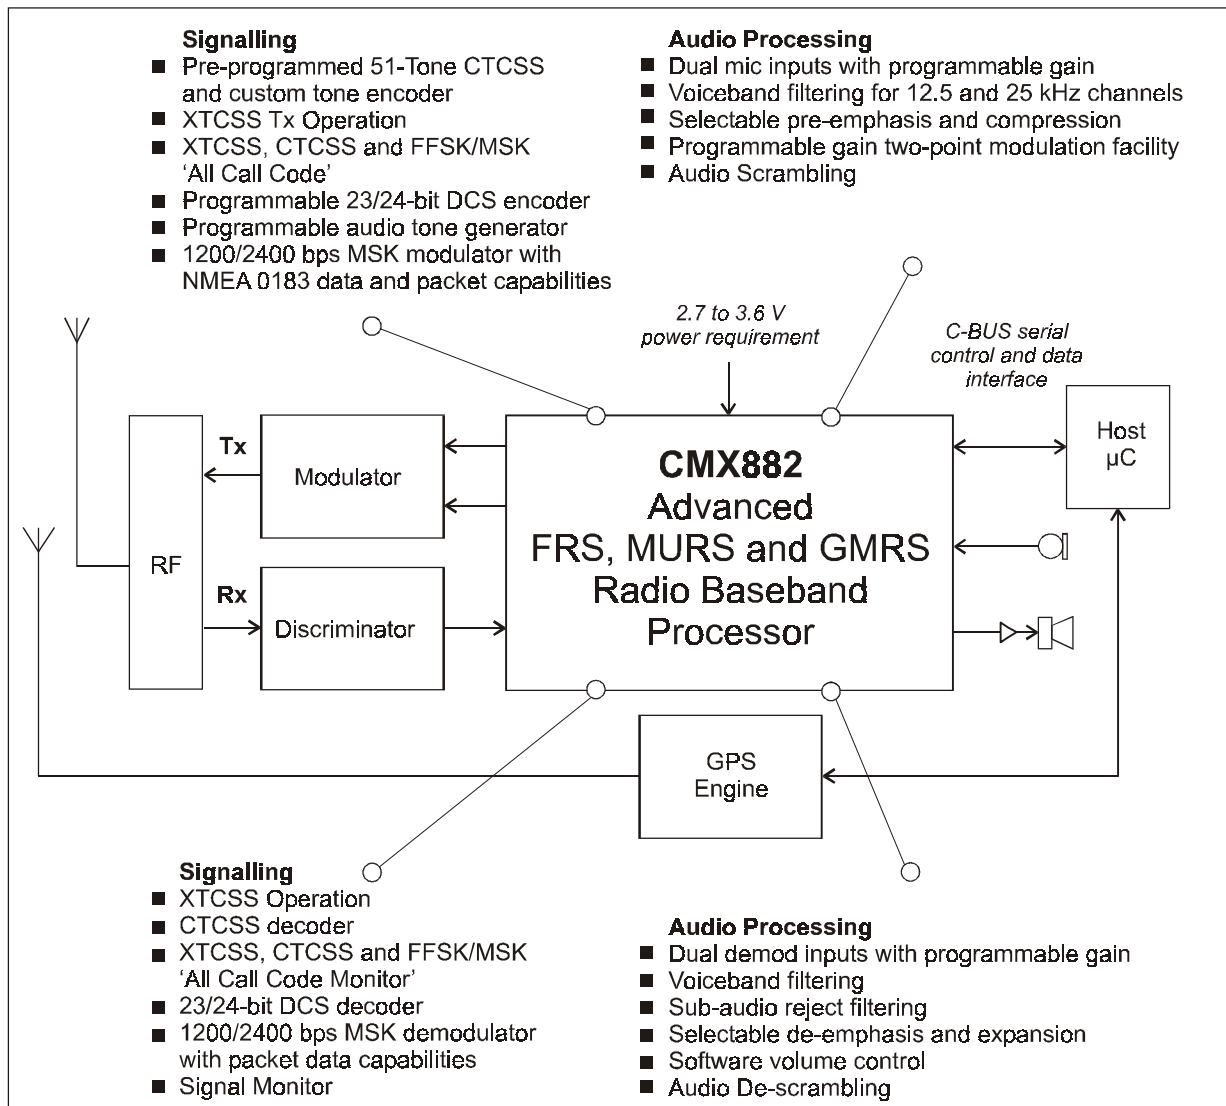 Signalling
■ Pre-programmed 51-Tone CTCSS
and custom tone encoder
■ XTCSS Tx Operation
■ XTCSS, CTCSS and FFSK/MSK
'All Call Code'
■ Programmable 23/24-bit DCS encoder
■ Programmable audio tone generator
■ 1200/2400 bps MSK modulator with
NMEA 0183 data and packet capabilities
Audio Processing
■ Dual mic inputs with programmable gain
■ Voiceband filtering for 12.5 and 25 kHz channels
■ Selectable pre-emphasis and compression
■ Programmable gain two-point modulation facility
■ Audio Scrambling
2.7 to 3.6 V
power requirement
C-BUS serial
control and data
interface
RF
Tx
Rx
Modulator
Discriminator
CMX882
Advanced
FRS, MURS and GMRS
Radio Baseband
Processor
Host
µC
GPS
Engine
Signalling
■ XTCSS Operation
■ CTCSS decoder
■ XTCSS, CTCSS and FFSK/MSK
'All Call Code Monitor'
■ 23/24-bit DCS decoder
■ 1200/2400 bps MSK demodulator
with packet data capabilities
■ Signal Monitor
Audio Processing
■ Dual demod inputs with programmable gain
■ Voiceband filtering
■ Sub-audio reject filtering
■ Selectable de-emphasis and expansion
■ Software volume control
■ Audio De-scrambling